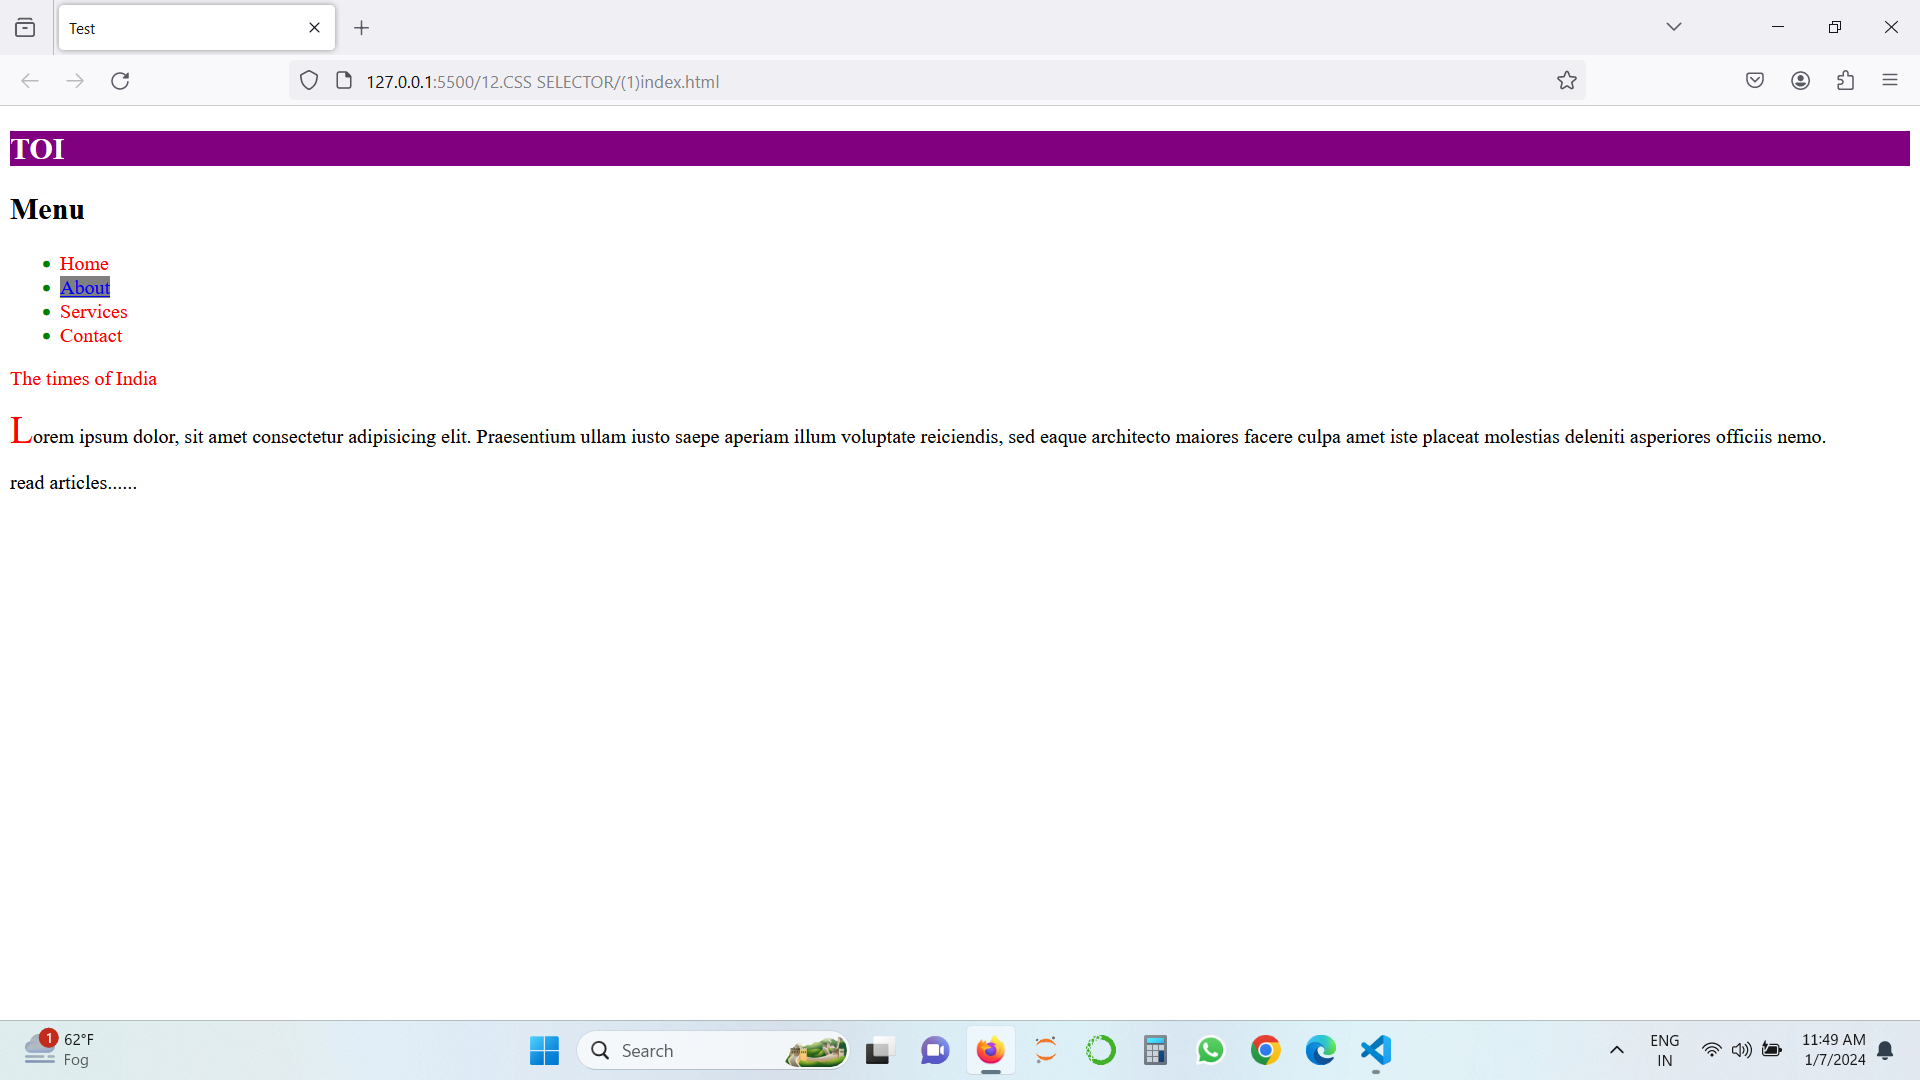 Test
127.0.0.1:5500/12.CSS SELECTOR/(1)index.html
TOI
Menu
Home
About
Services
Contact
The times of India
Lorem ipsum dolor, sit amet consectetur adipisicing elit. Praesentium ullam iusto saepe aperiam illum voluptate reiciendis, sed eaque architecto maiores facere culpa amet iste placeat molestias deleniti asperiores officiis nemo.
read articles......
1
62°F
Fog
Search
ENG
IN
11:49 AM
1/7/2024